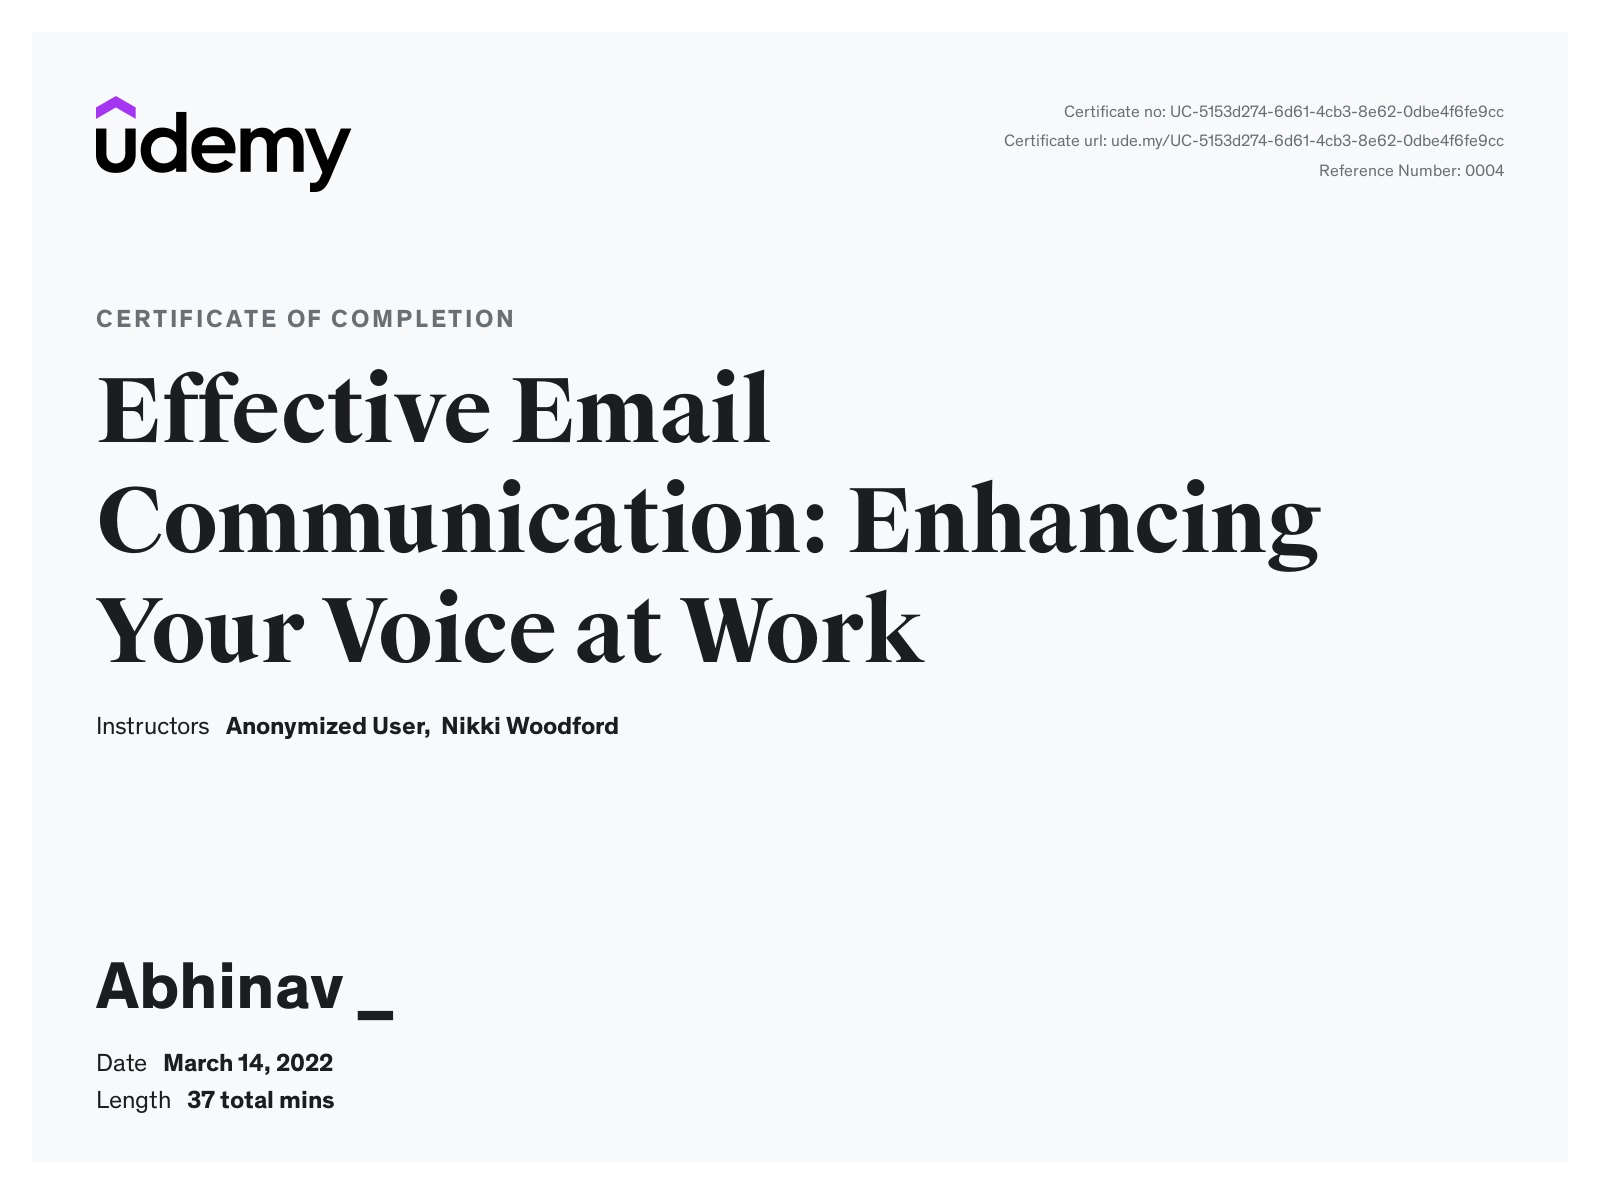 udemy
Certificate no: UC-5153d274-6d61-4cb3-8e62-0dbe4f6fe9cc
Certificate url: ude.my/UC-5153d274-6d61-4cb3-8e62-0dbe4f6fe9cc
Reference Number: 0004
CERTIFICATE OF COMPLETION
Effective Email
Communication: Enhancing
Your Voice at Work
Instructors Anonymized User, Nikki Woodford
Abhinav _
Date March 14, 2022
Length 37 total mins